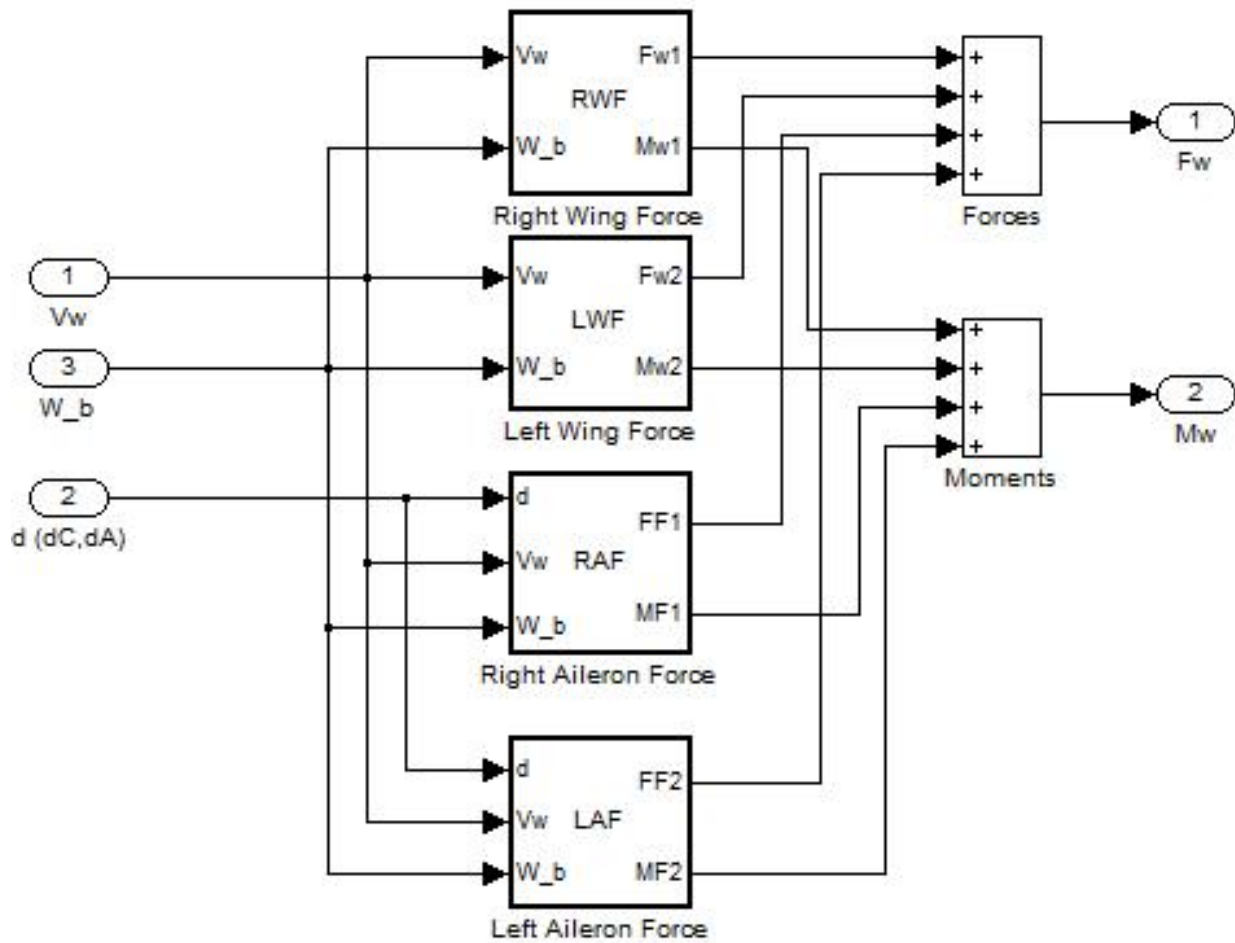 Vw
Fw1
RWF
W_b
Mw1
Right Wing Force
+
+
+
+
Forces
1
Fw
1
Vw
3
W_b
2
d (dC,dA)
Vw
Fw2
LWF
W_b
Mw2
Left Wing Force
+
+
+
+
Moments
2
Mw
d
FF1
Vw
RAF
W_b
MF1
Right Aileron Force
d
FF2
Vw
LAF
W_b
MF2
Left Aileron Force